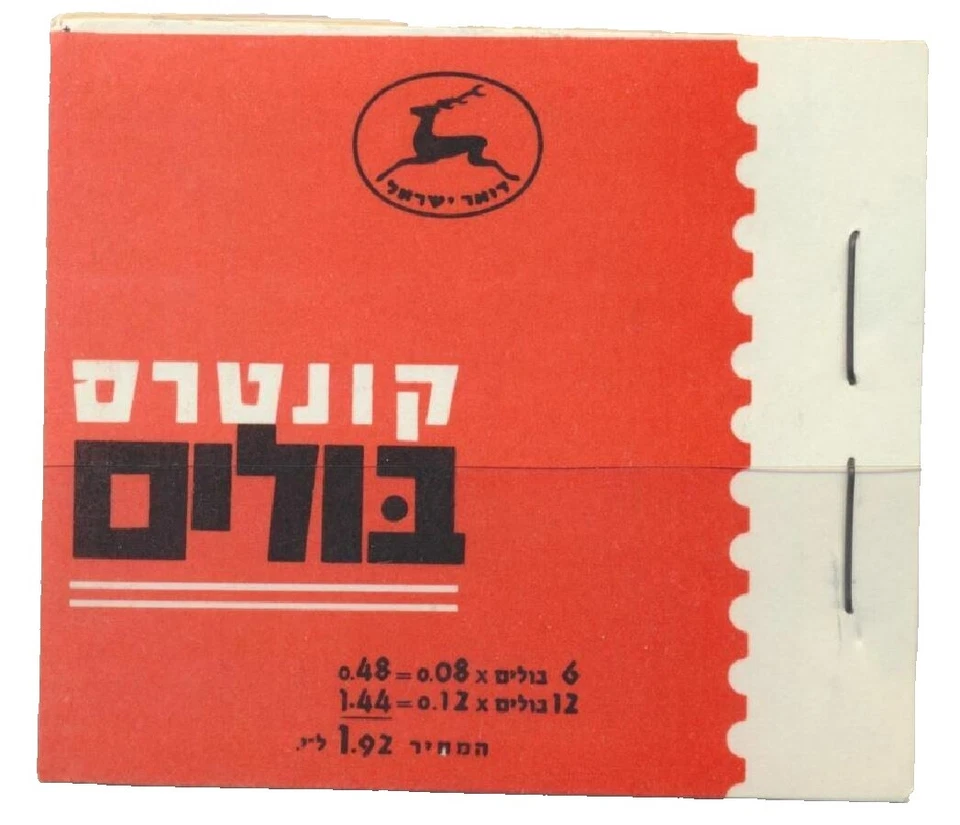 דואר ישראל
קונטרס
בולים
6 בולים x 0.08 = 0.48
12 בולים x 0.12 = 1.44
המחיר 1.92 ל״י.